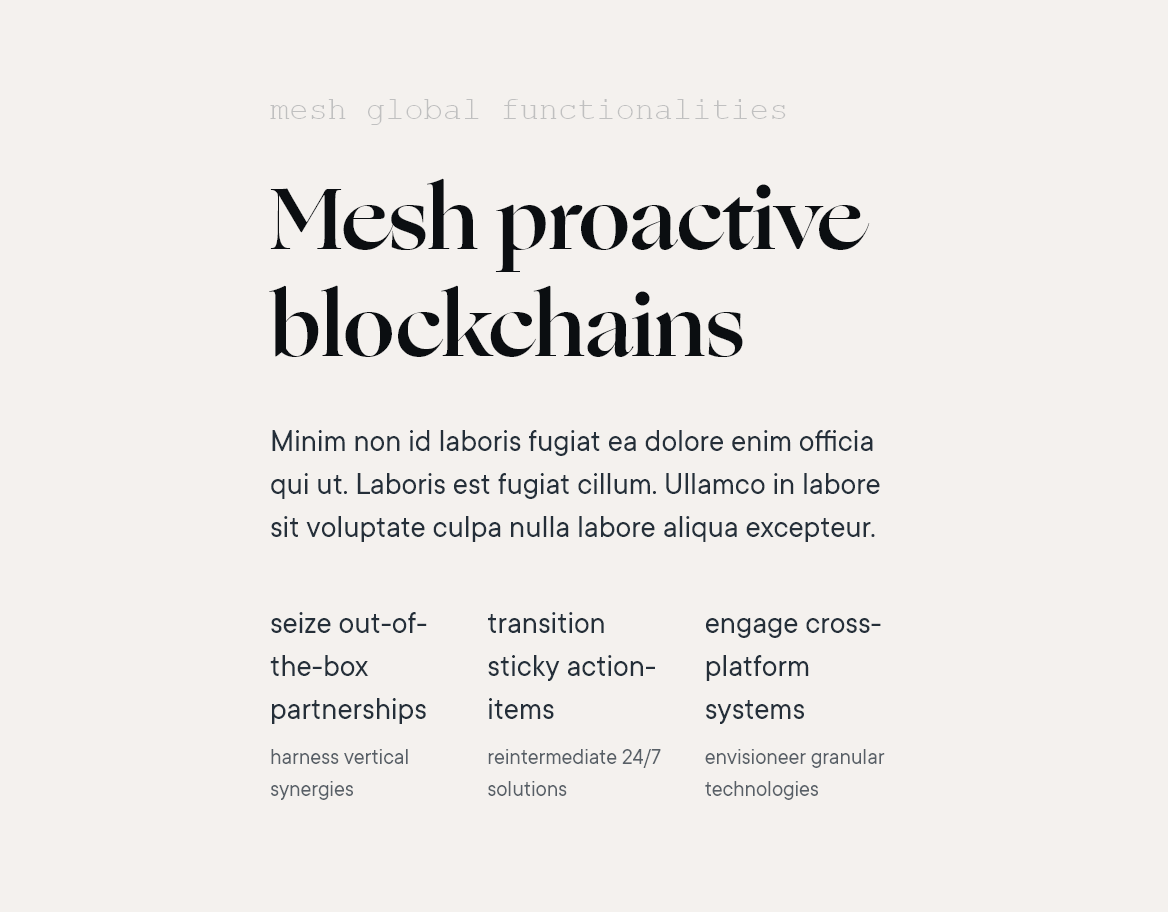 mesh global functionalities
Mesh proactive
blockchains
Minim non id laboris fugiat ea dolore enim officia
qui ut. Laboris est fugiat cillum. Ullamco in labore
sit voluptate culpa nulla labore aliqua excepteur.
seize out-of-
the-box
partnerships
harness vertical
synergies
transition
sticky action-
items
reintermediate 24/7
solutions
engage cross-
platform
systems
envisioneer granular
technologies